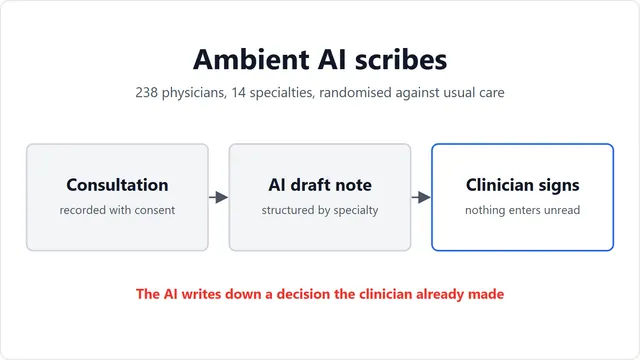 Ambient AI scribes
238 physicians, 14 specialties, randomised against usual care
Consultation
recorded with consent
AI draft note
structured by specialty
Clinician signs
nothing enters unread
The AI writes down a decision the clinician already made